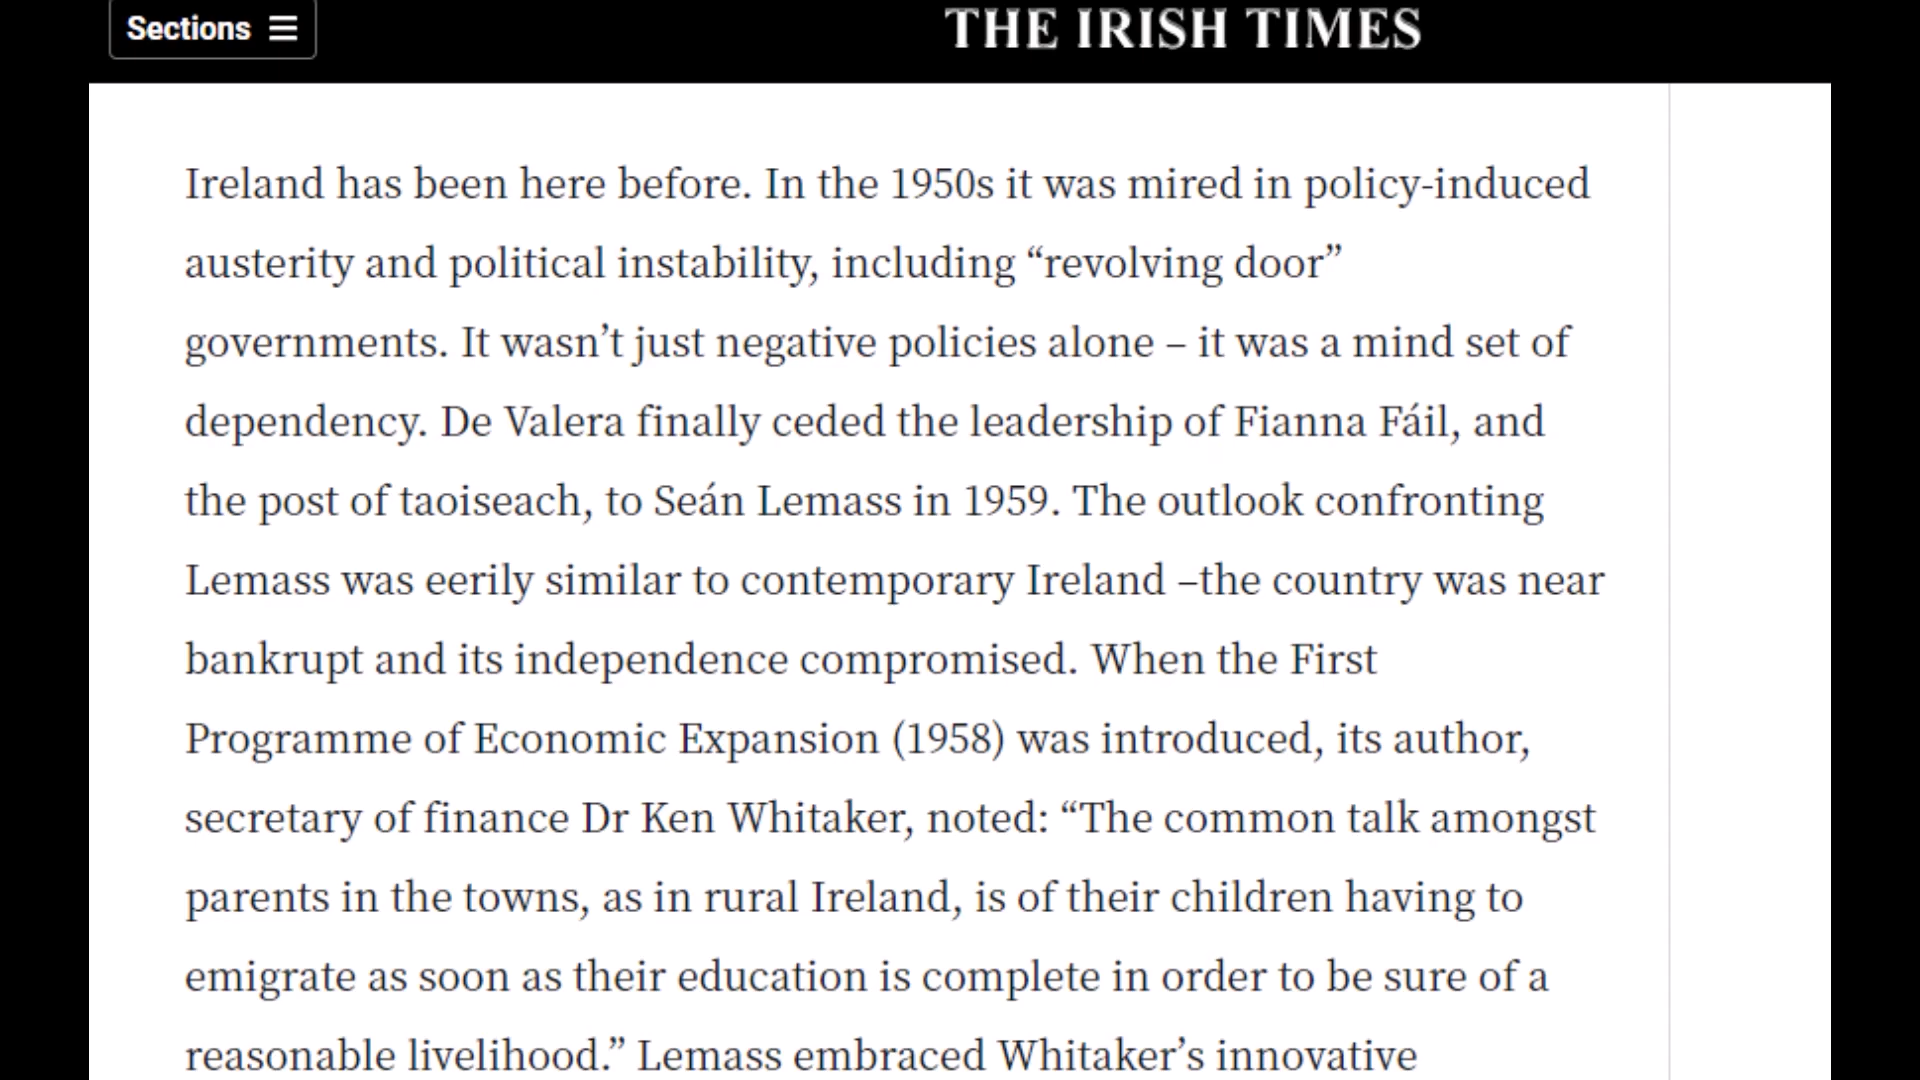 Sections
THE IRISH TIMES
Ireland has been here before. In the 1950s it was mired in policy-induced
austerity and political instability, including “revolving door”
governments. It wasn’t just negative policies alone – it was a mind set of
dependency. De Valera finally ceded the leadership of Fianna Fáil, and
the post of taoiseach, to Seán Lemass in 1959. The outlook confronting
Lemass was eerily similar to contemporary Ireland –the country was near
bankrupt and its independence compromised. When the First
Programme of Economic Expansion (1958) was introduced, its author,
secretary of finance Dr Ken Whitaker, noted: “The common talk amongst
parents in the towns, as in rural Ireland, is of their children having to
emigrate as soon as their education is complete in order to be sure of a
reasonable livelihood.” Lemass embraced Whitaker’s innovative